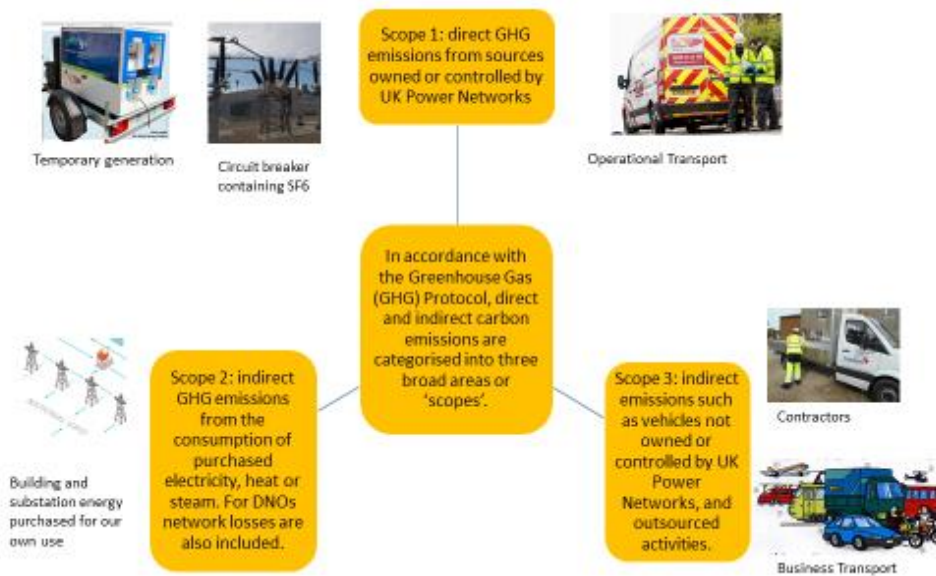 Scope 1: direct GHG
emissions from sources
owned or controlled by
UK Power Networks
Temporary generation
Circuit breaker
containing SF6
Operational Transport
In accordance with
the Greenhouse Gas
(GHG) Protocol, direct
and indirect carbon
emissions are
categorised into three
broad areas or
‘scopes’.
Scope 2: indirect
GHG emissions
from the
consumption of
purchased
electricity, heat or
steam. For DNOs
network losses are
also included.
Building and
substation energy
purchased for our
own use
Scope 3: indirect
emissions such
as vehicles not
owned or
controlled by UK
Power
Networks, and
outsourced
activities.
Contractors
Business Transport